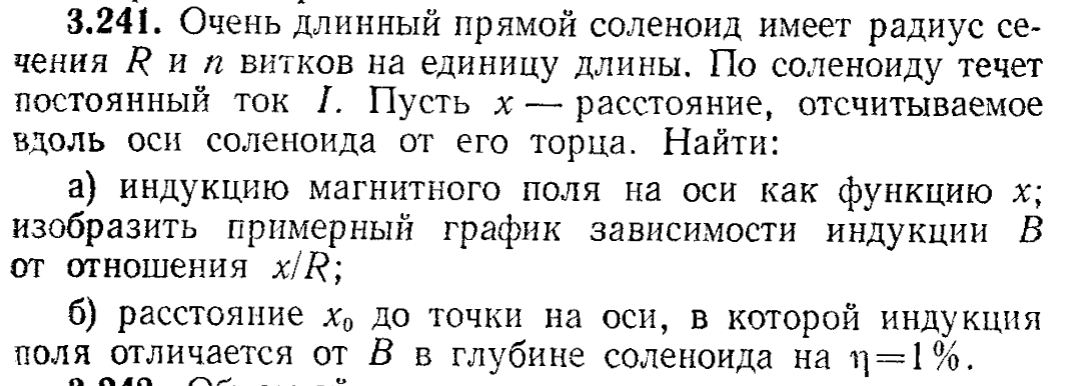 3.241. Очень длинный прямой соленоид имеет радиус се-
чения R и n витков на единицу длины. По соленоиду течет
постоянный ток I. Пусть x — расстояние, отсчитываемое
вдоль оси соленоида от его торца. Найти:
а) индукцию магнитного поля на оси как функцию x;
изобразить примерный график зависимости индукции B
от отношения x/R;
б) расстояние x₀ до точки на оси, в которой индукция
поля отличается от B в глубине соленоида на η=1%.